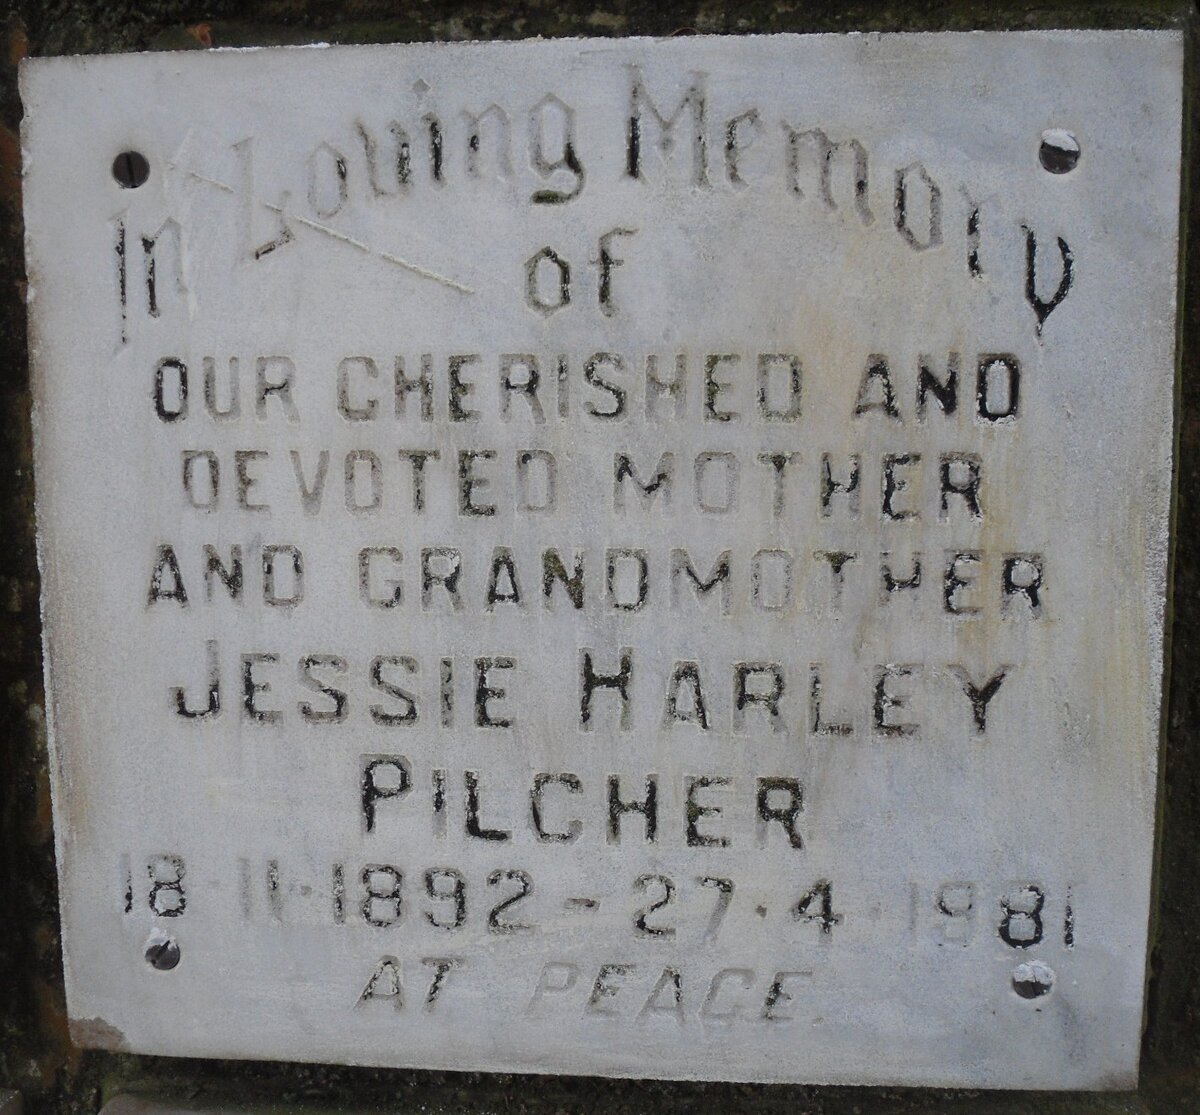 In Loving Memory
of
OUR CHERISHED AND
DEVOTED MOTHER
AND GRANDMOTHER
JESSIE HARLEY
PILCHER
18·11·1892 - 27·4·1981
AT PEACE.